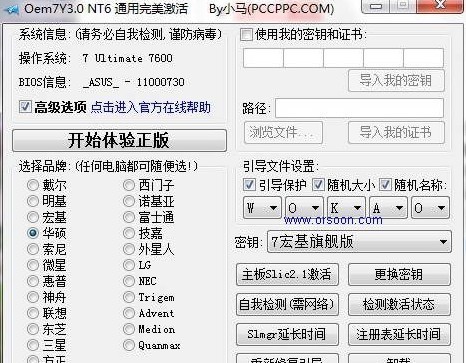 Oem7Y3.0 NT6 通用完美激活 By小马(PCCPPC.COM)
系统信息:(请务必自我检测,谨防病毒)
操作系统: 7 Ultimate 7600
BIOS信息: _ASUS_ - 11000730
高级选项 点击进入官方在线帮助
开始体验正版
选择品牌:(任何电脑都可随便选!)
戴尔 西门子
明基 诺基亚
宏基 富士通
华硕 技嘉
索尼 外星人
微星 LG
惠普 NEC
神舟 Trigem
联想 Advent
东芝 Medion
三星 Quanmax
方正
使用我的密钥和证书:
导入我的密钥
路径:
浏览文件... 导入我的证书
引导文件设置:
引导保护 随机大小 随机名称:
W O K A O
www.orsoon.com
密钥: 7宏基旗舰版
主板Slic2.1激活 更换密钥
自我检测(需网络) 检测激活状态
Slmgr延长时间 注册表延长时间
重新修复引导 卸载